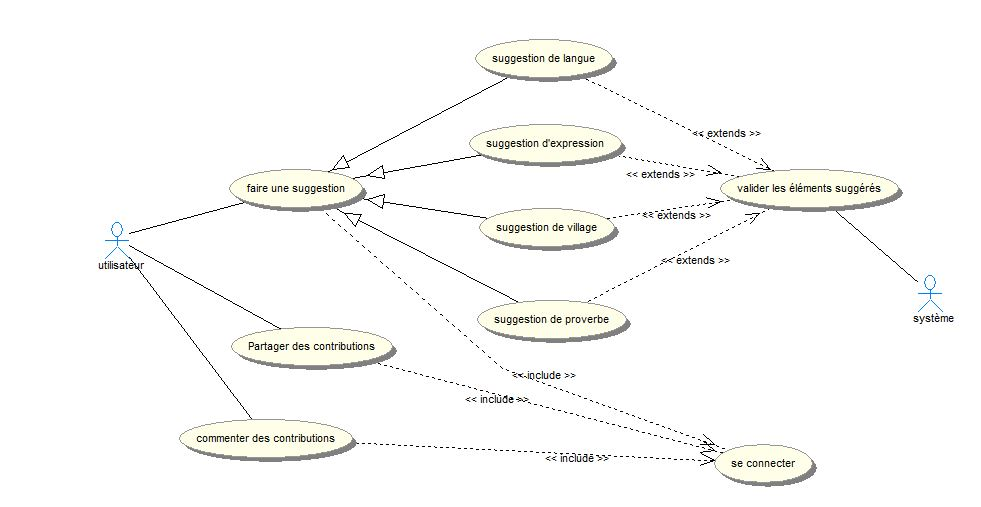 suggestion de langue
<< extends >>
suggestion d'expression
<< extends >>
faire une suggestion
valider les éléments suggérés
<< extends >>
suggestion de village
utilisateur
<< extends >>
système
suggestion de proverbe
Partager des contributions
<< include >>
<< include >>
commenter des contributions
<< include >>
se connecter